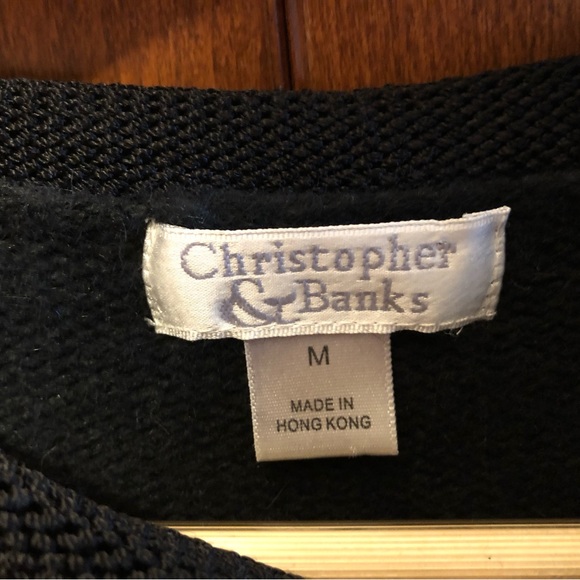 Christopher
& Banks
M
MADE IN
HONG KONG